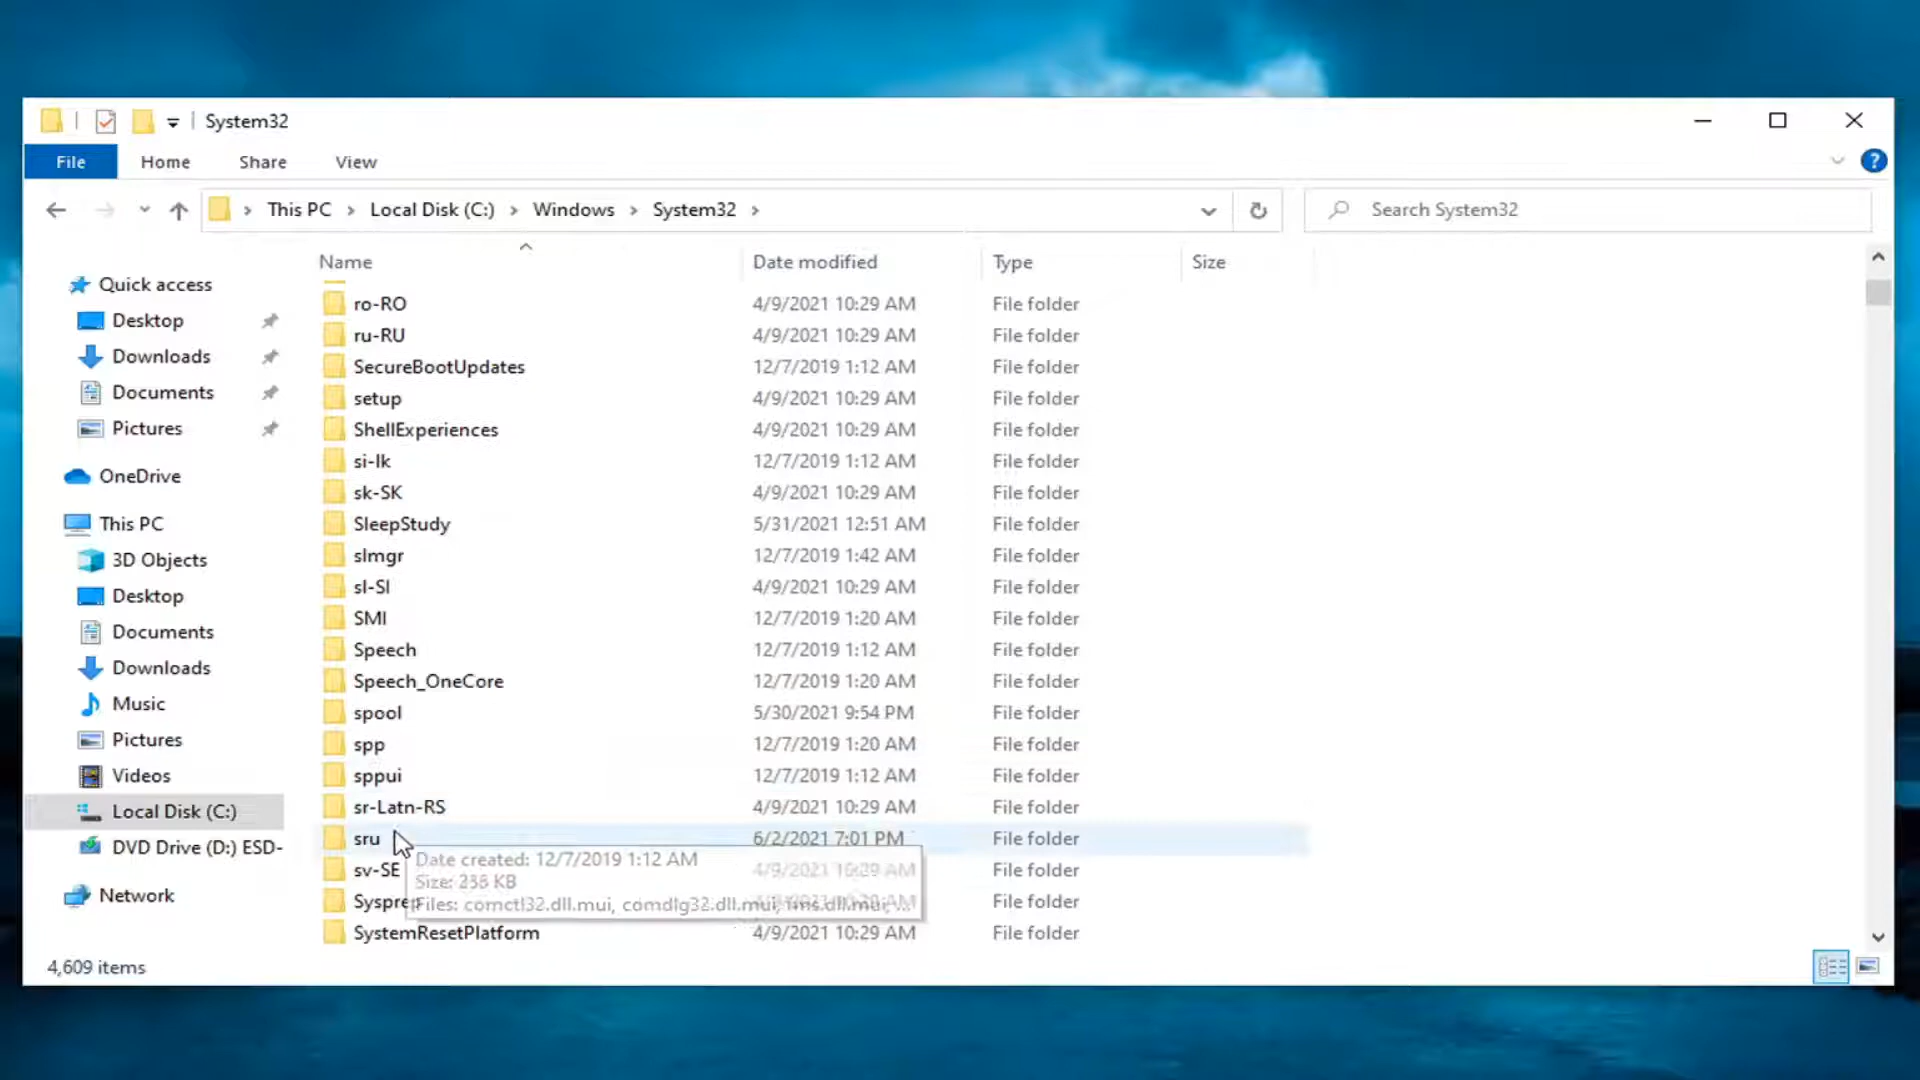 System32
File Home Share View
This PC Local Disk (C:) Windows System32
Search System32
Name Date modified Type Size
Quick access
Desktop
Downloads
Documents
Pictures
OneDrive
This PC
3D Objects
Desktop
Documents
Downloads
Music
Pictures
Videos
Local Disk (C:)
DVD Drive (D:) ESD-
Network
ro-RO 4/9/2021 10:29 AM File folder
ru-RU 4/9/2021 10:29 AM File folder
SecureBootUpdates 12/7/2019 1:12 AM File folder
setup 4/9/2021 10:29 AM File folder
ShellExperiences 4/9/2021 10:29 AM File folder
si-lk 12/7/2019 1:12 AM File folder
sk-SK 4/9/2021 10:29 AM File folder
SleepStudy 5/31/2021 12:51 AM File folder
slmgr 12/7/2019 1:42 AM File folder
sl-SI 4/9/2021 10:29 AM File folder
SMI 12/7/2019 1:20 AM File folder
Speech 12/7/2019 1:12 AM File folder
Speech_OneCore 12/7/2019 1:20 AM File folder
spool 5/30/2021 9:54 PM File folder
spp 12/7/2019 1:20 AM File folder
sppui 12/7/2019 1:12 AM File folder
sr-Latn-RS 4/9/2021 10:29 AM File folder
sru 6/2/2021 7:01 PM File folder
sv-SE 4/9/2021 10:29 AM File folder
Syspre File folder
SystemResetPlatform 4/9/2021 10:29 AM File folder
Date created: 12/7/2019 1:12 AM
Size: 238 KB
Files: comctl32.dll.mui, comdlg32.dll.mui, ...
4,609 items